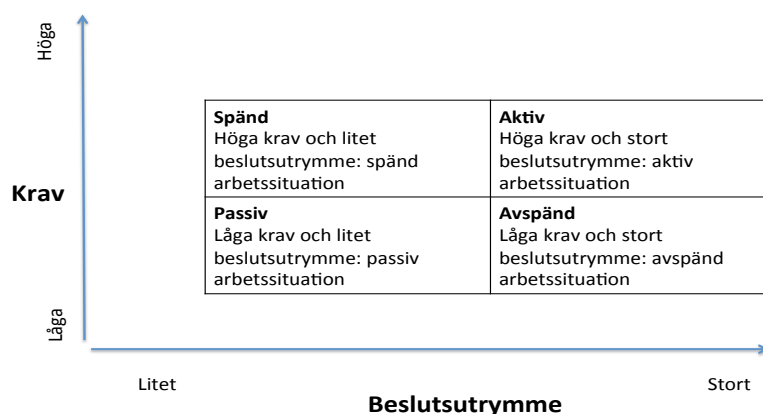 Höga
Spänd
Höga krav och litet
beslutsutrymme: spänd
arbetssituation
Aktiv
Höga krav och stort
beslutsutrymme: aktiv
arbetssituation
Krav
Passiv
Låga krav och litet
beslutsutrymme: passiv
arbetssituation
Avspänd
Låga krav och stort
beslutsutrymme: avspänd
arbetssituation
Låga
Litet
Stort
Beslutsutrymme